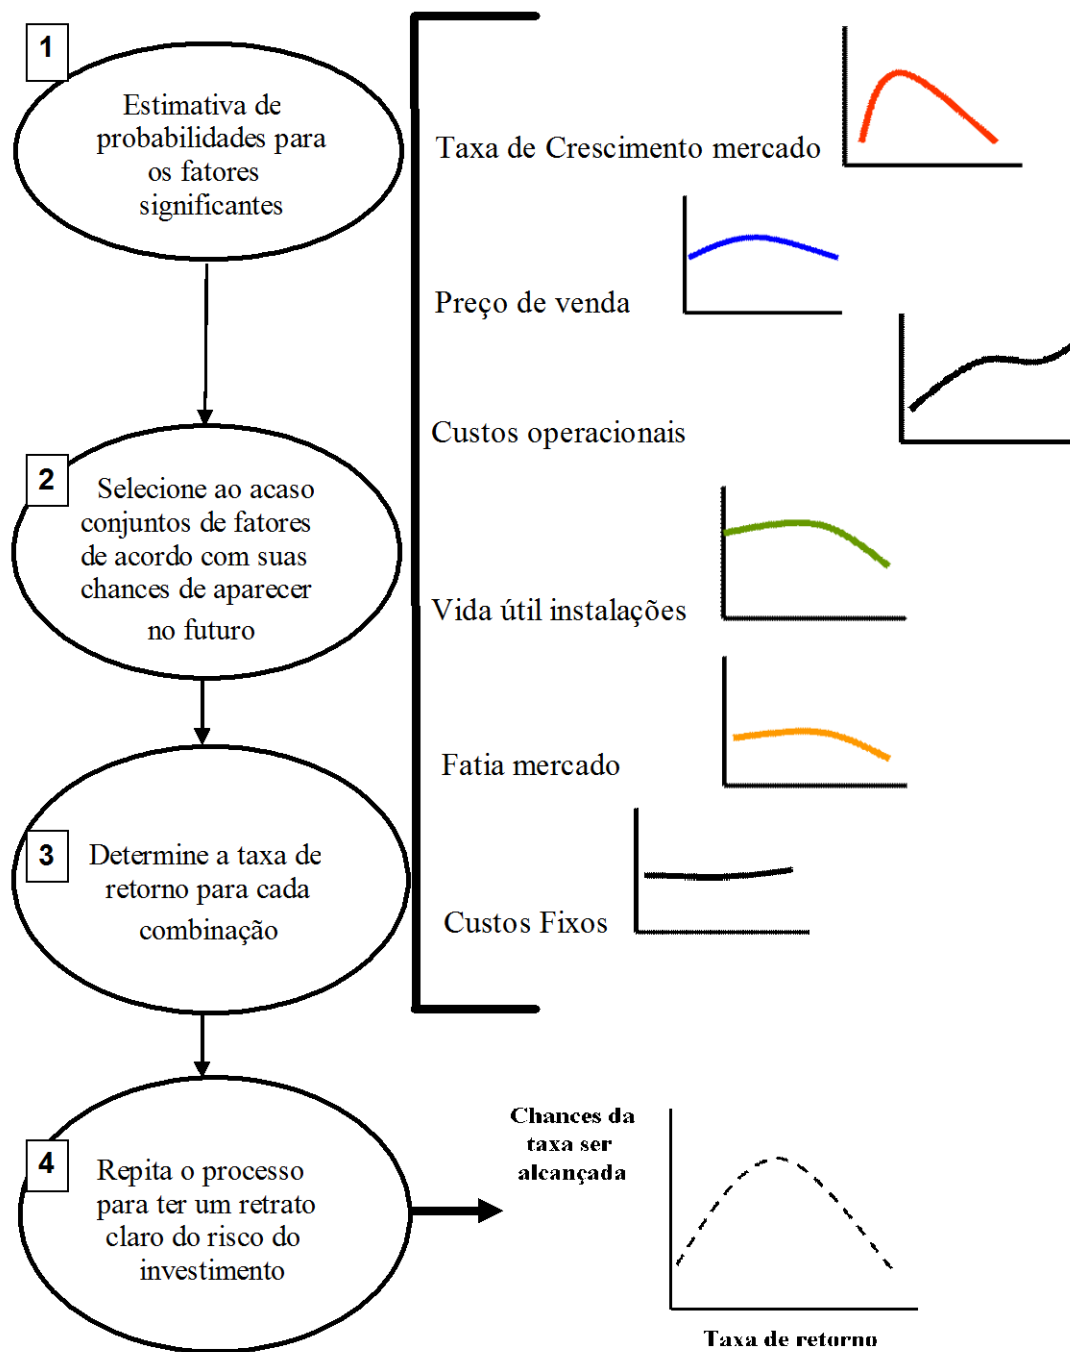 1
Estimativa de
probabilidades para
os fatores
significantes
Taxa de Crescimento mercado
Preço de venda
Custos operacionais
2
Selecione ao acaso
conjuntos de fatores
de acordo com suas
chances de aparecer
no futuro
Vida útil instalações
Fatia mercado
3
Determine a taxa de
retorno para cada
combinação
Custos Fixos
4
Repita o processo
para ter um retrato
claro do risco do
investimento
Chances da
taxa ser
alcançada
Taxa de retorno